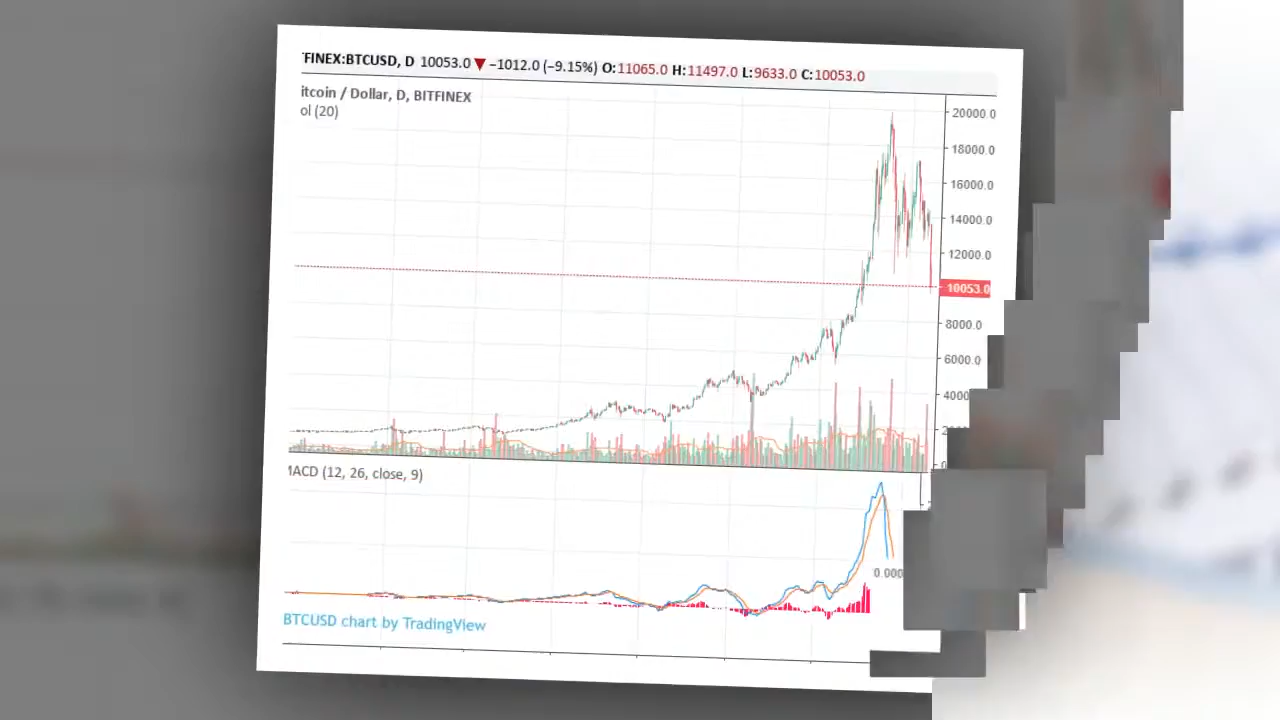 FINEX:BTCUSD, D 10053.0 ▼ −1012.0 (−9.15%) O:11065.0 H:11497.0 L:9633.0 C:10053.0
itcoin / Dollar, D, BITFINEX
ol (20)
20000.0
18000.0
16000.0
14000.0
12000.0
10053.0
8000.0
6000.0
4000
MACD (12, 26, close, 9)
0.000
BTCUSD chart by TradingView